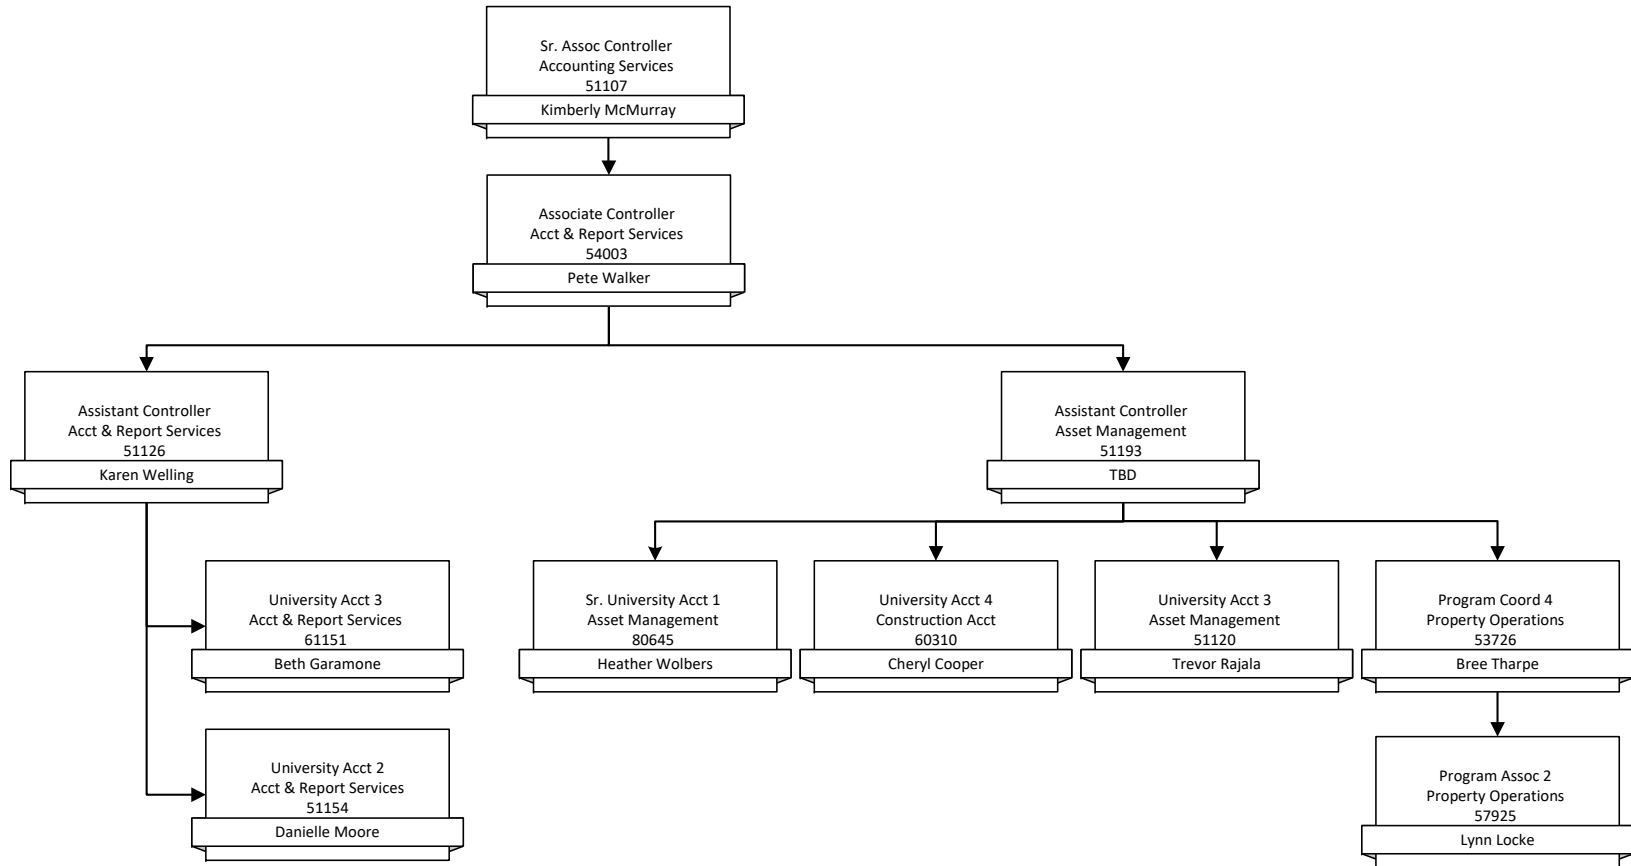 Sr. Assoc Controller
Accounting Services
51107
Kimberly McMurray
Associate Controller
Acct & Report Services
54003
Pete Walker
Assistant Controller
Acct & Report Services
51126
Karen Welling
Assistant Controller
Asset Management
51193
TBD
University Acct 3
Acct & Report Services
61151
Beth Garamone
Sr. University Acct 1
Asset Management
80645
Heather Wolbers
University Acct 4
Construction Acct
60310
Cheryl Cooper
University Acct 3
Asset Management
51120
Trevor Rajala
Program Coord 4
Property Operations
53726
Bree Tharpe
University Acct 2
Acct & Report Services
51154
Danielle Moore
Program Assoc 2
Property Operations
57925
Lynn Locke